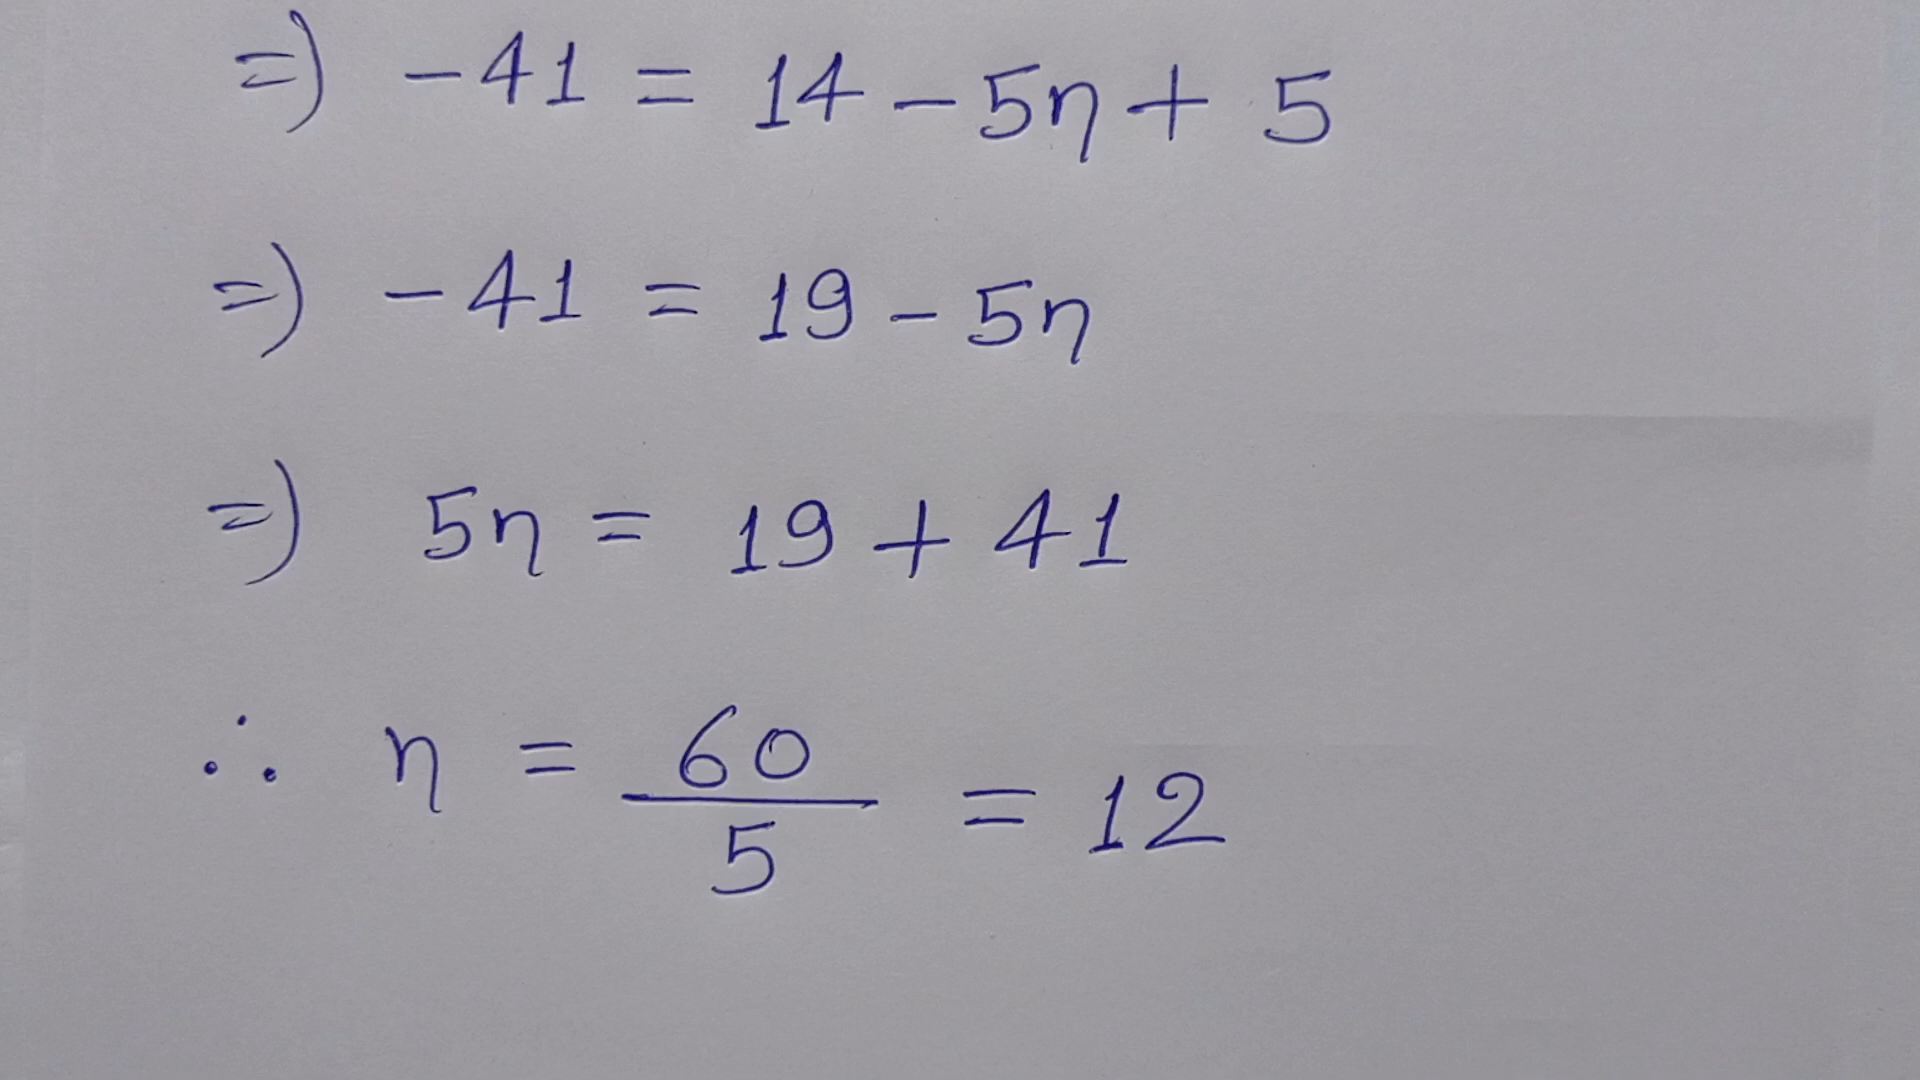 =) -41 = 14 - 5n + 5
=) -41 = 19 - 5n
=) 5n = 19 + 41
∴ n = 60/5 = 12